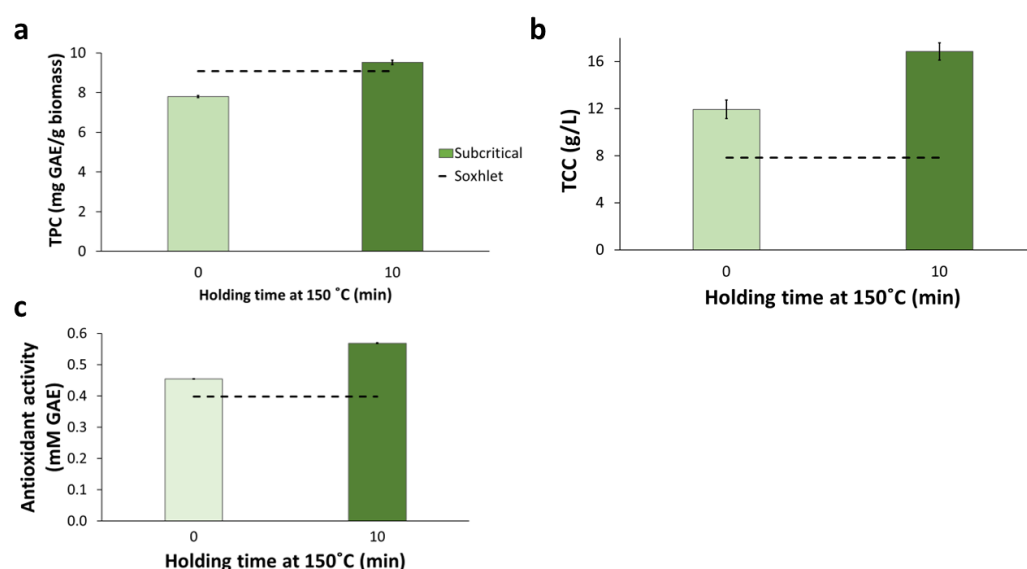 a
TPC (mg GAE/g biomass)
10
8
6
4
2
0
0
10
Holding time at 150 ˚C (min)
Subcritical
Soxhlet
b
TCC (g/L)
16
12
8
4
0
0
10
Holding time at 150˚C (min)
c
Antioxidant activity
(mM GAE)
0.6
0.5
0.4
0.3
0.2
0.1
0.0
0
10
Holding time at 150˚C (min)